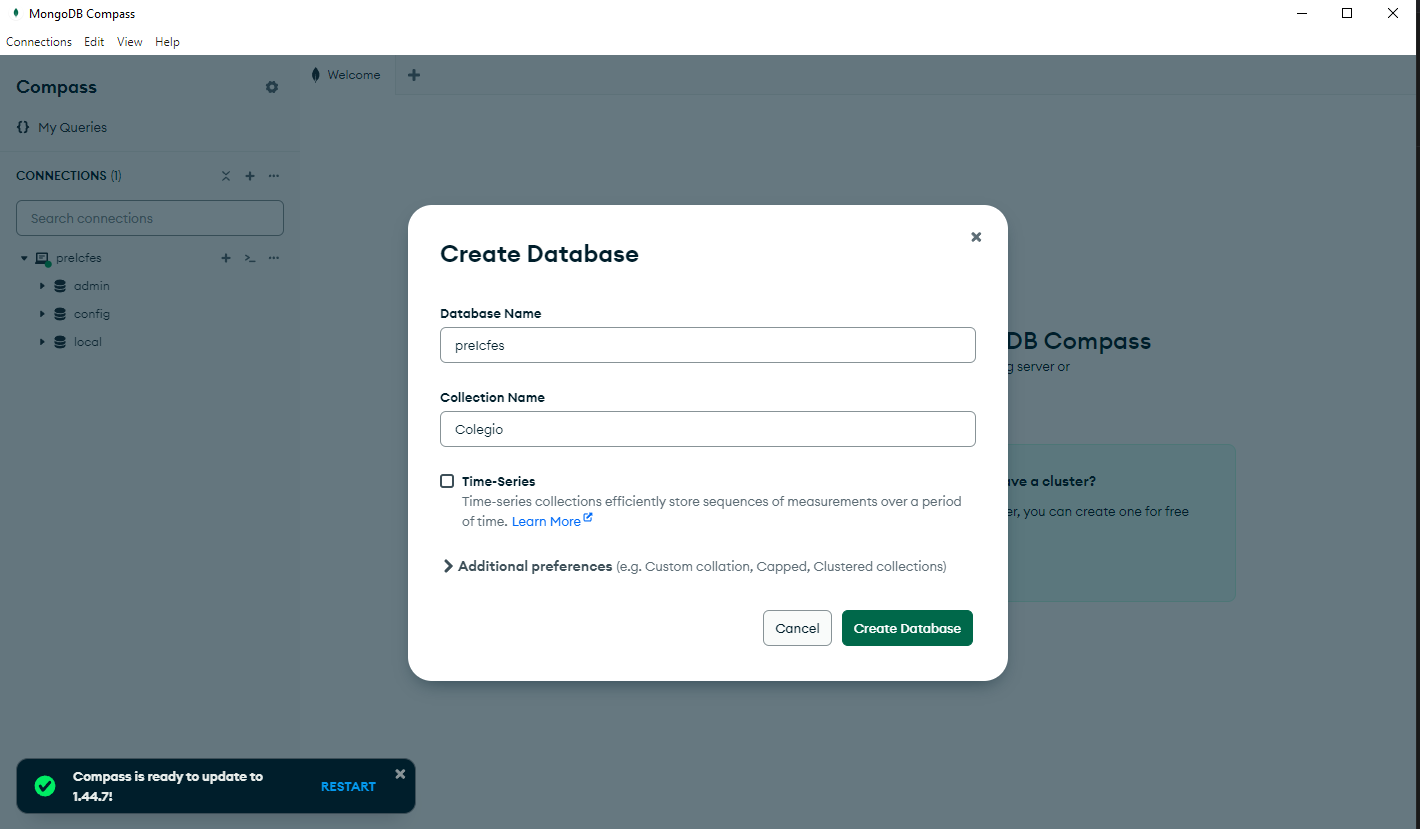 MongoDB Compass
Connections Edit View Help
Compass
Welcome
{} My Queries
CONNECTIONS (1)
Search connections
preIcfes
admin
config
local
Create Database
Database Name
preIcfes
Collection Name
Colegio
Time-Series
Time-series collections efficiently store sequences of measurements over a period
of time. Learn More
Additional preferences (e.g. Custom collation, Capped, Clustered collections)
Cancel Create Database
DB Compass
server or
a cluster?
you can create one for free
Compass is ready to update to
1.44.7!
RESTART